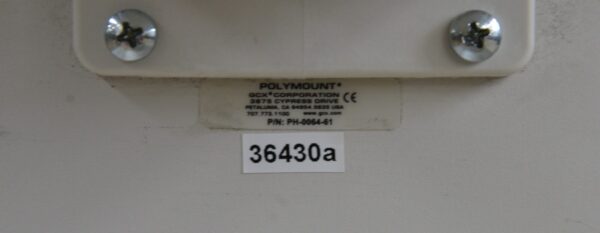 POLYMOUNT®
GCX® CORPORATION
3875 CYPRESS DRIVE CE
PETALUMA, CA 94954-5635 USA
707.773.1100 www.gcx.com
P/N: PH-0064-61
36430a